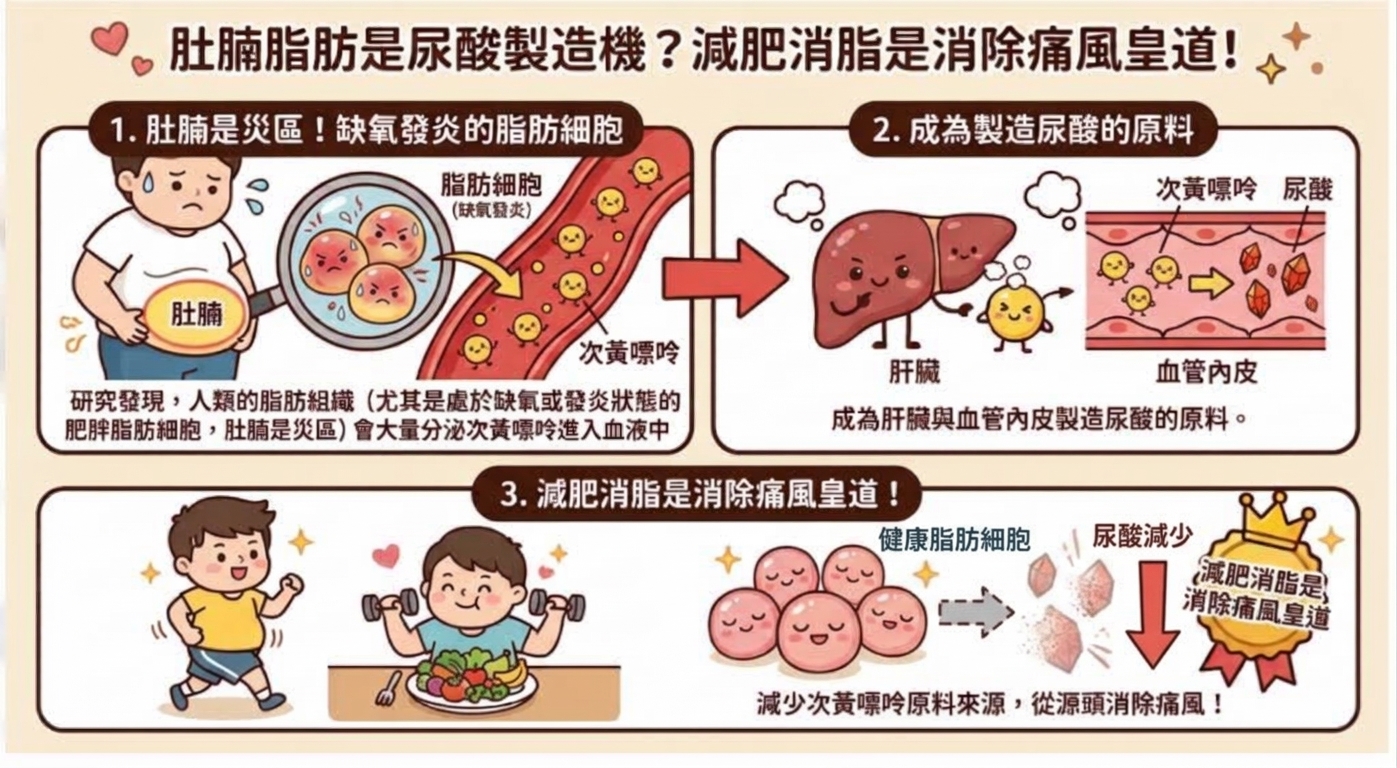 肚腩脂肪是尿酸製造機？減肥消脂是消除痛風皇道！
1. 肚腩是災區！缺氧發炎的脂肪細胞
脂肪細胞
(缺氧發炎)
肚腩
次黃嘌呤
研究發現，人類的脂肪組織（尤其是處於缺氧或發炎狀態的
肥胖脂肪細胞，肚腩是災區) 會大量分泌次黃嘌呤進入血液中
2. 成為製造尿酸的原料
次黃嘌呤
尿酸
肝臟
血管內皮
成為肝臟與血管內皮製造尿酸的原料。
3. 減肥消脂是消除痛風皇道！
健康脂肪細胞
尿酸減少
減肥消脂是
消除痛風皇道
減少次黃嘌呤原料來源，從源頭消除痛風！